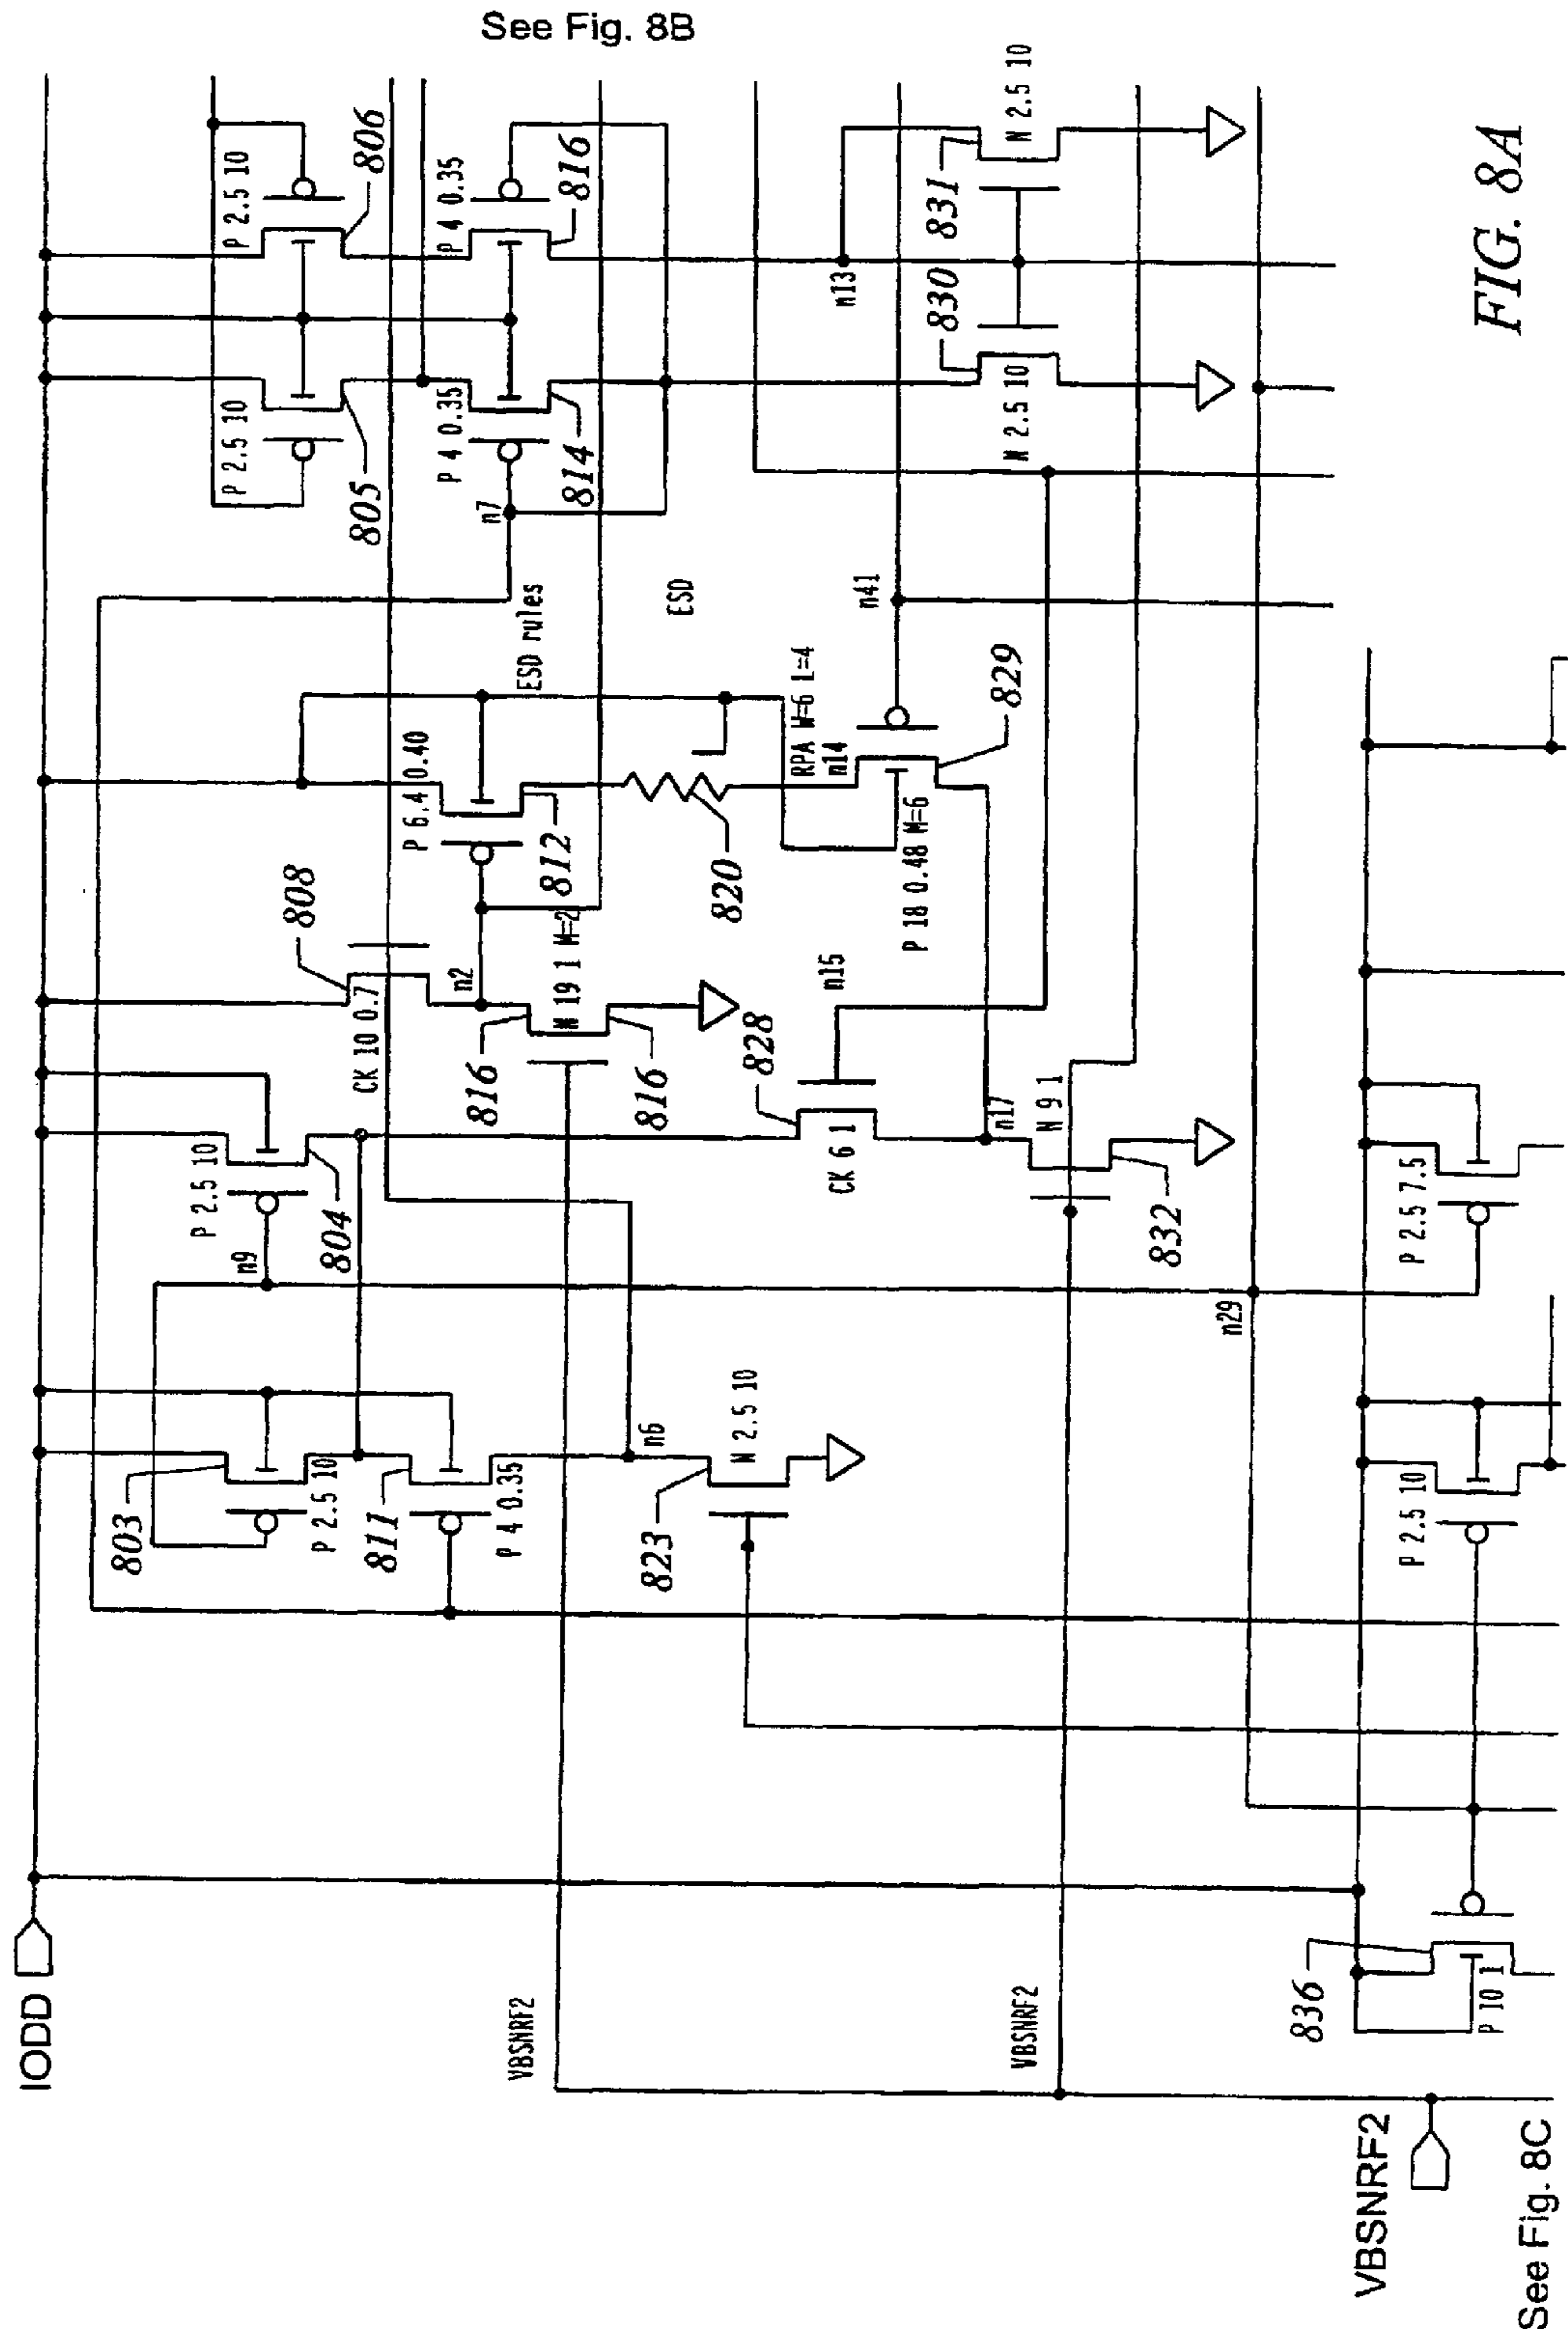 See Fig. 8B
IODD
P 2.5 10
806
P 2.5 10
805
P 4 0.35
816
P 4 0.35
814
n7
ESD rules
ESD
P 6.4 0.40
812
808
CK 10 0.7
n2
N 19 1 M=2
816
816
820
RPA W=6 L=4
n14
P 18 0.48 M=6
829
n41
n13
831
N 2.5 10
830
N 2.5 10
n15
828
CK 6 1
n17
N 9 1
832
P 2.5 10
804
n9
803
P 2.5 10
811
P 4 0.35
n6
823
N 2.5 10
n29
VBSNRF2
VBSNRF2
P 2.5 7.5
P 2.5 10
836
P 10 1
VBSNRF2
See Fig. 8C
FIG. 8A